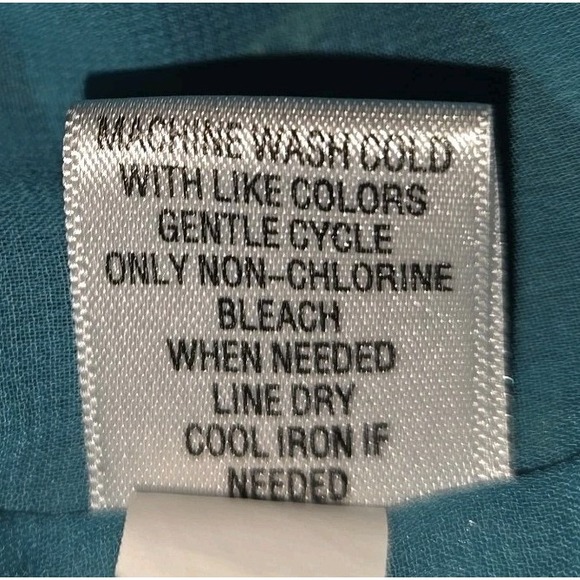 MACHINE WASH COLD
WITH LIKE COLORS
GENTLE CYCLE
ONLY NON-CHLORINE
BLEACH
WHEN NEEDED
LINE DRY
COOL IRON IF
NEEDED